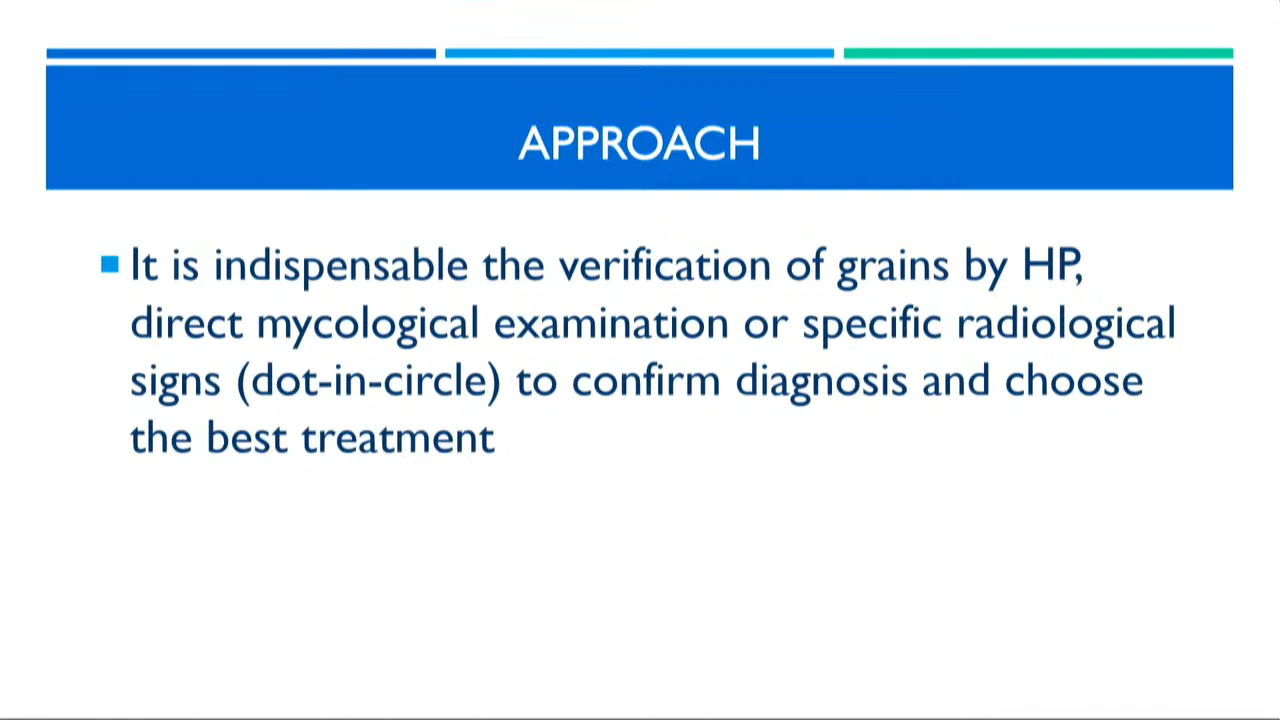 APPROACH
It is indispensable the verification of grains by HP,
direct mycological examination or specific radiological
signs (dot-in-circle) to confirm diagnosis and choose
the best treatment